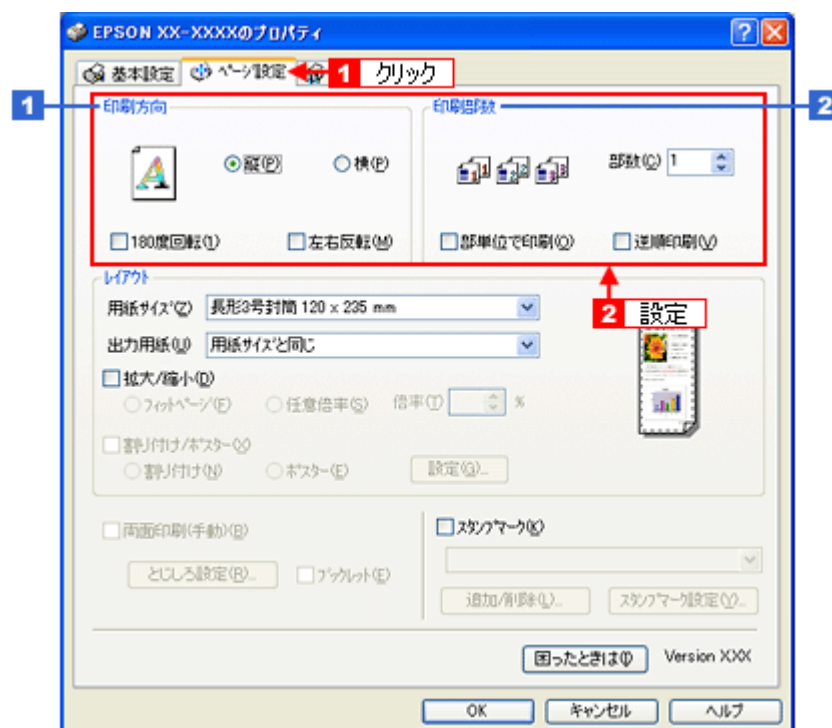 EPSON XX-XXXXのプロパティ
基本設定 ページ設定 1 クリック
1 印刷方向 印刷部数 2
縦(P) 横(P) 部数(C) 1
180度回転(1) 左右反転(M) 部単位で印刷(O) 逆順印刷(V)
レイアウト
用紙サイズ(Z) 長形3号封筒 120 x 235 mm
2 設定
出力用紙(U) 用紙サイズと同じ
拡大/縮小(D)
フィットページ(F) 任意倍率(S) 倍率(T) %
割り付け/ポスター(X)
割り付け(N) ポスター(E) 設定(G)...
両面印刷(手動)(B) スタンプマーク(K)
とじしろ設定(R)... ブックレット(E)
追加/削除(L)... スタンプマーク設定(Y)...
困ったときは(I) Version XXX
OK キャンセル ヘルプ